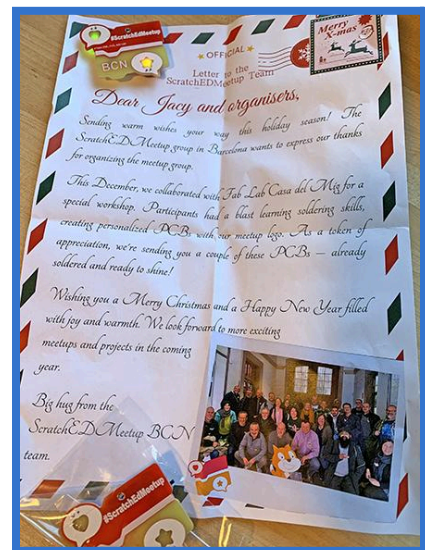 #ScratchEdMeetup
BCN
OFFICIAL
Letter to the
ScratchEDMeetup Team
Merry
X-mas
Dear Jacy and organisers,
Sending warm wishes your way this holiday season! The
ScratchEDMeetup group in Barcelona wants to express our thanks
for organizing the meetup group.
This December, we collaborated with Fab Lab Casa del Mig for a
special workshop. Participants had a blast learning soldering skills,
creating personalized PCBs with our meetup logo. As a token of
appreciation, we're sending you a couple of these PCBs — already
soldered and ready to shine!
Wishing you a Merry Christmas and a Happy New Year filled
with joy and warmth. We look forward to more exciting
meetups and projects in the coming
year.
Big hug from the
ScratchEDMeetup BCN
team.
#ScratchEdMeetup